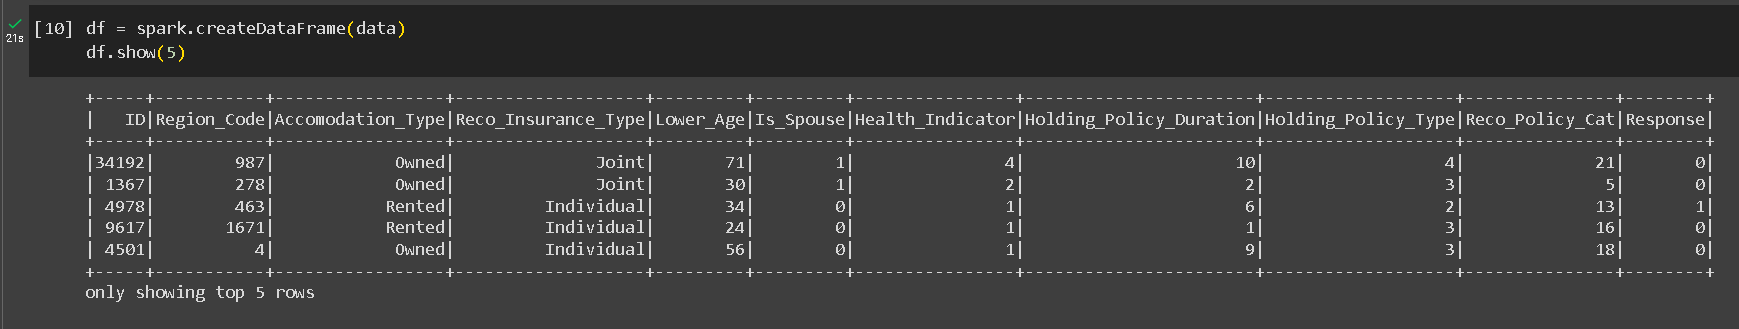 [10] df = spark.createDataFrame(data)
21s
df.show(5)
+-----+-----------+-----------------+-------------------+---------+---------+----------------+-----------------------+-------------------+---------------+--------+
|   ID|Region_Code|Accomodation_Type|Reco_Insurance_Type|Lower_Age|Is_Spouse|Health_Indicator|Holding_Policy_Duration|Holding_Policy_Type|Reco_Policy_Cat|Response|
+-----+-----------+-----------------+-------------------+---------+---------+----------------+-----------------------+-------------------+---------------+--------+
|34192|        987|            Owned|              Joint|       71|        1|               4|                     10|                  4|             21|       0|
| 1367|        278|            Owned|              Joint|       30|        1|               2|                      2|                  3|              5|       0|
| 4978|        463|           Rented|         Individual|       34|        0|               1|                      6|                  2|             13|       1|
| 9617|       1671|           Rented|         Individual|       24|        0|               1|                      1|                  3|             16|       0|
| 4501|          4|            Owned|         Individual|       56|        0|               1|                      9|                  3|             18|       0|
+-----+-----------+-----------------+-------------------+---------+---------+----------------+-----------------------+-------------------+---------------+--------+
only showing top 5 rows